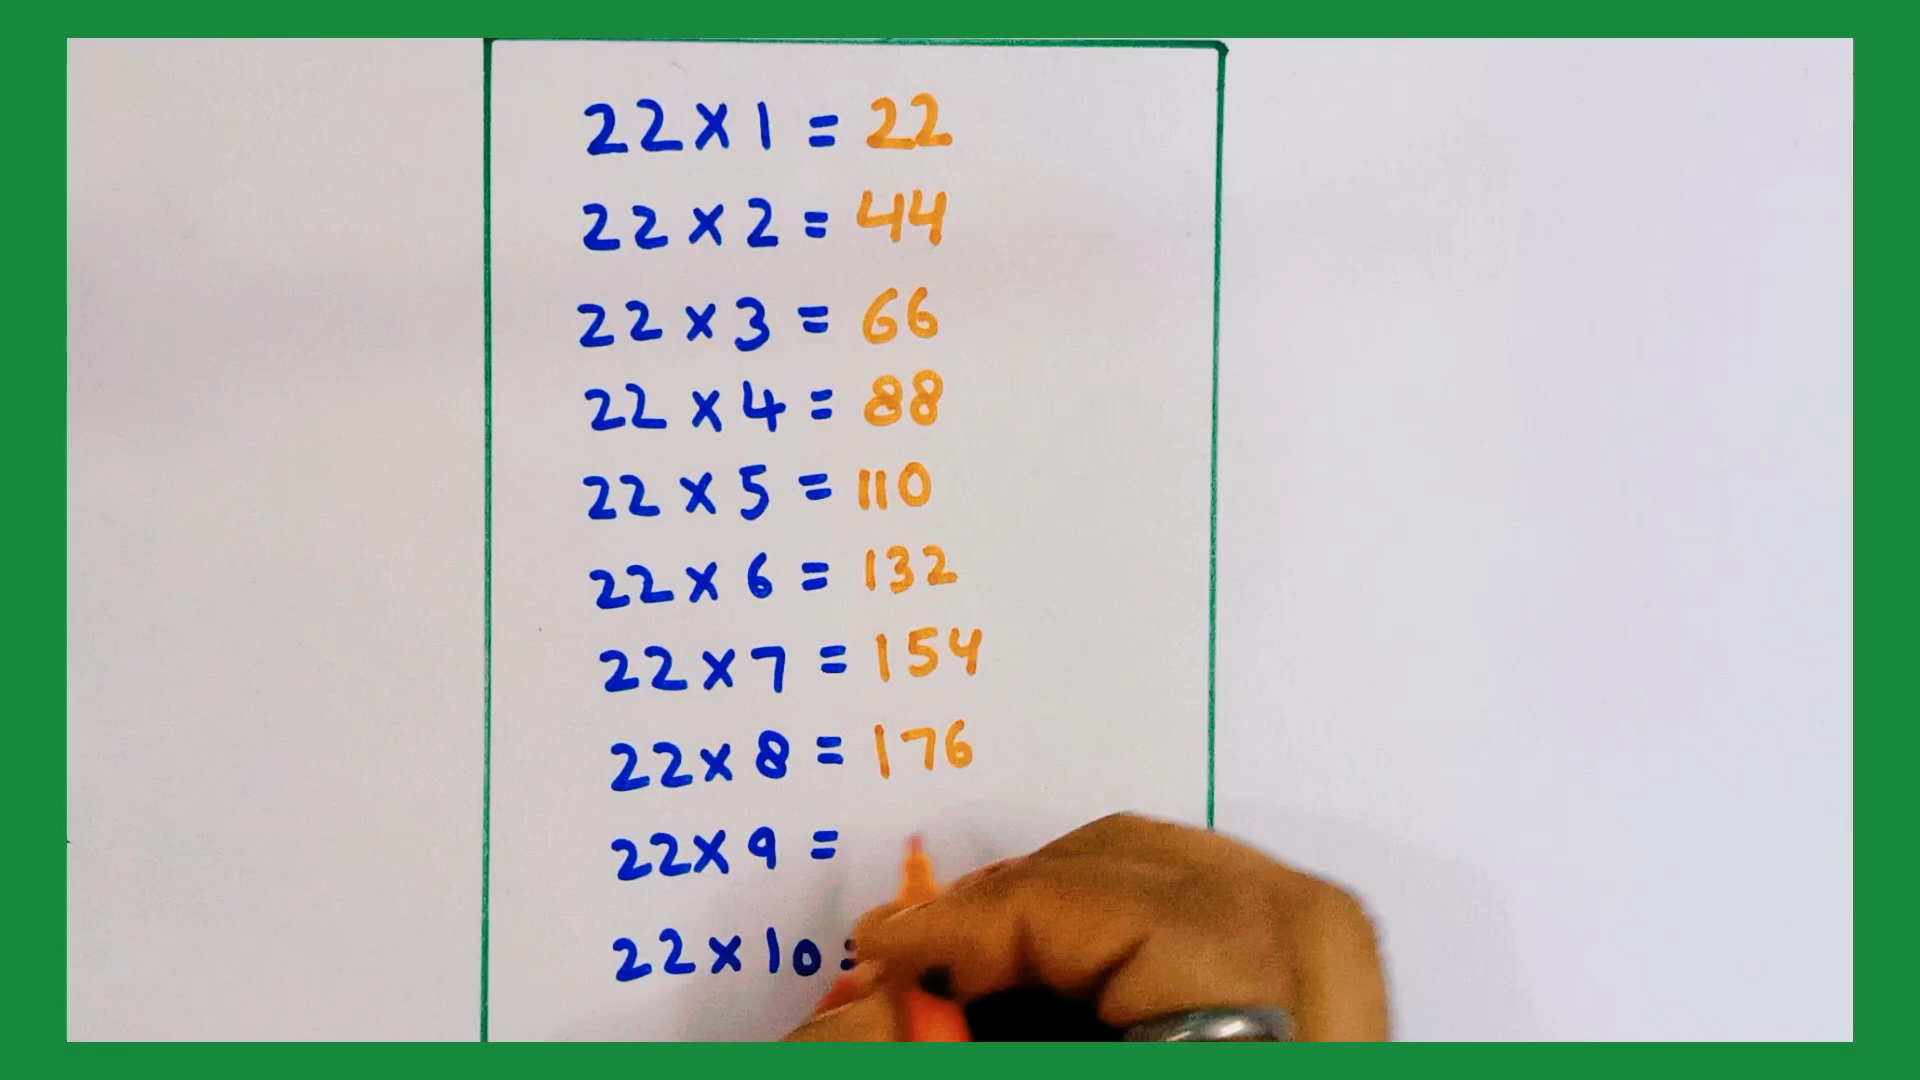 22 x 1 = 22
22 x 2 = 44
22 x 3 = 66
22 x 4 = 88
22 x 5 = 110
22 x 6 = 132
22 x 7 = 154
22 x 8 = 176
22 x 9 =
22 x 10 =